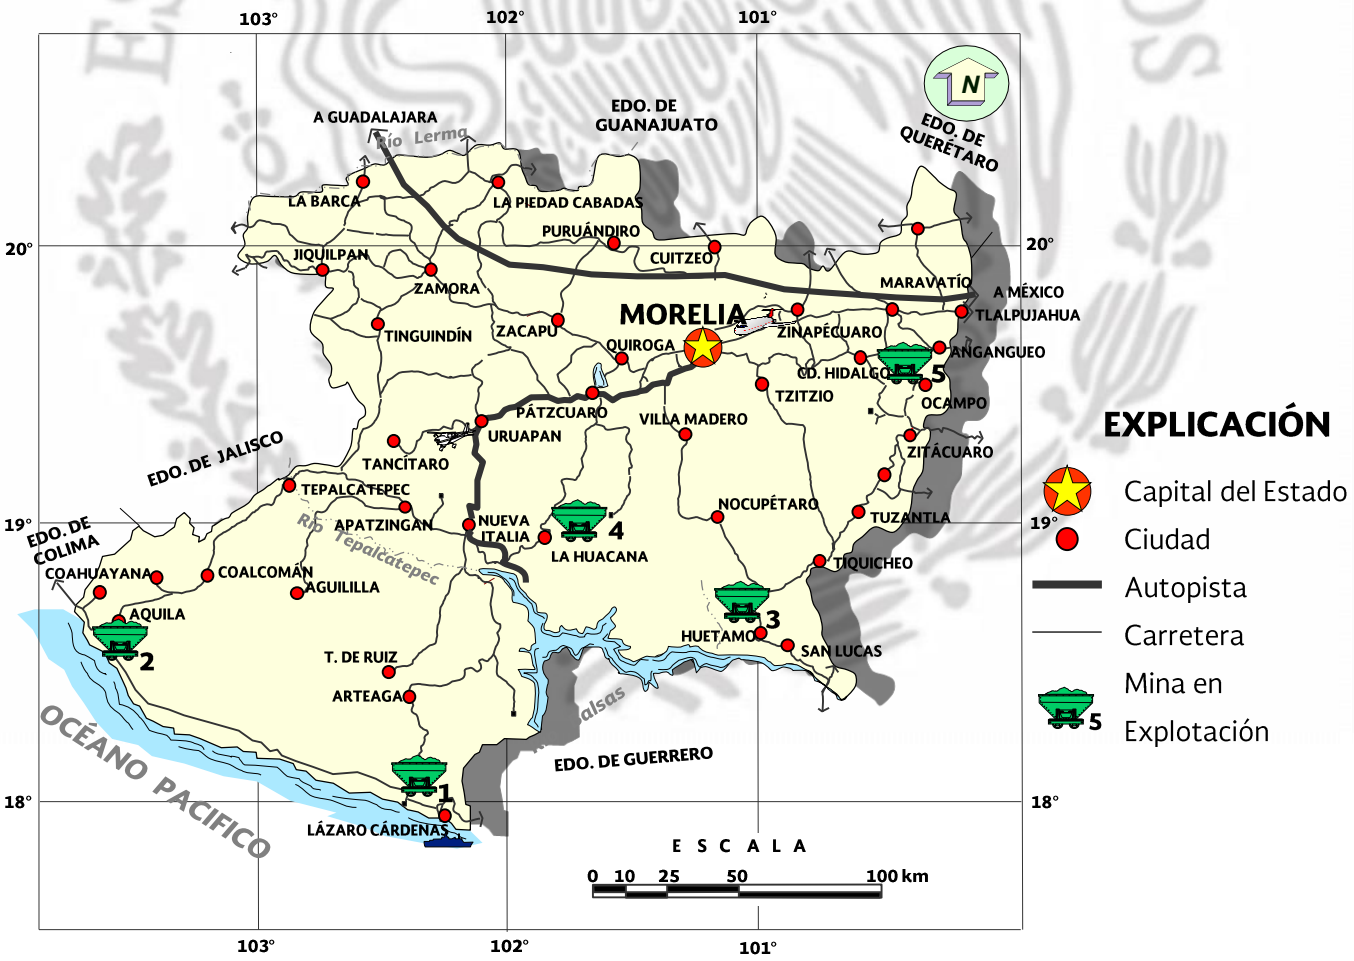 103°
102°
101°
A GUADALAJARA
Río Lerma
EDO. DE
GUANAJUATO
N
EDO. DE
QUERÉTARO
LA BARCA
LA PIEDAD CABADAS
PURUÁNDIRO
20°
JIQUILPAN
CUITZEO
20°
ZAMORA
MARAVATÍO
A MÉXICO
TINGUINDÍN
ZACAPU
MORELIA
ZINAPÉCUARO
TLALPUJAHUA
QUIROGA
ANGANGUEO
CD. HIDALGO
5
TZITZIO
OCAMPO
PÁTZCUARO
VILLA MADERO
URUAPAN
ZITÁCUARO
EDO. DE JALISCO
TANCÍTARO
TEPALCATEPEC
NOCUPÉTARO
TUZANTLA
19°
APATZINGAN
NUEVA
ITALIA
4
19°
EDO. DE
COLIMA
Río Tepalcatepec
LA HUACANA
TIQUICHEO
COAHUAYANA
COALCOMÁN
AGUILILLA
AQUILA
2
3
HUETAMO
SAN LUCAS
T. DE RUIZ
ARTEAGA
OCÉANO PACIFICO
EDO. DE GUERRERO
1
18°
18°
LÁZARO CÁRDENAS
ESCALA
0 10 25 50 100 km
103°
102°
101°
EXPLICACIÓN
Capital del Estado
Ciudad
Autopista
Carretera
Mina en
5
Explotación